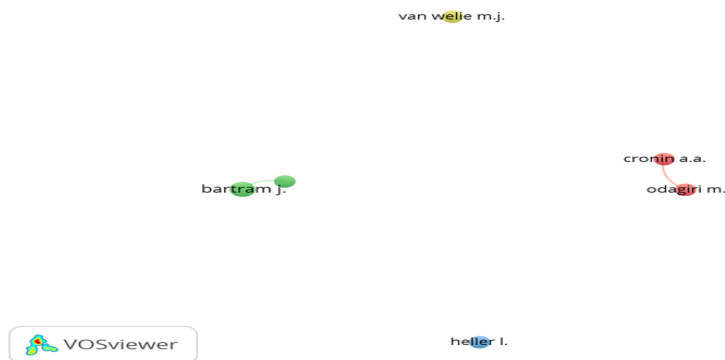 van welie m.j.
cronin a.a.
bartram j.
odagiri m.
heller l.
VOSviewer